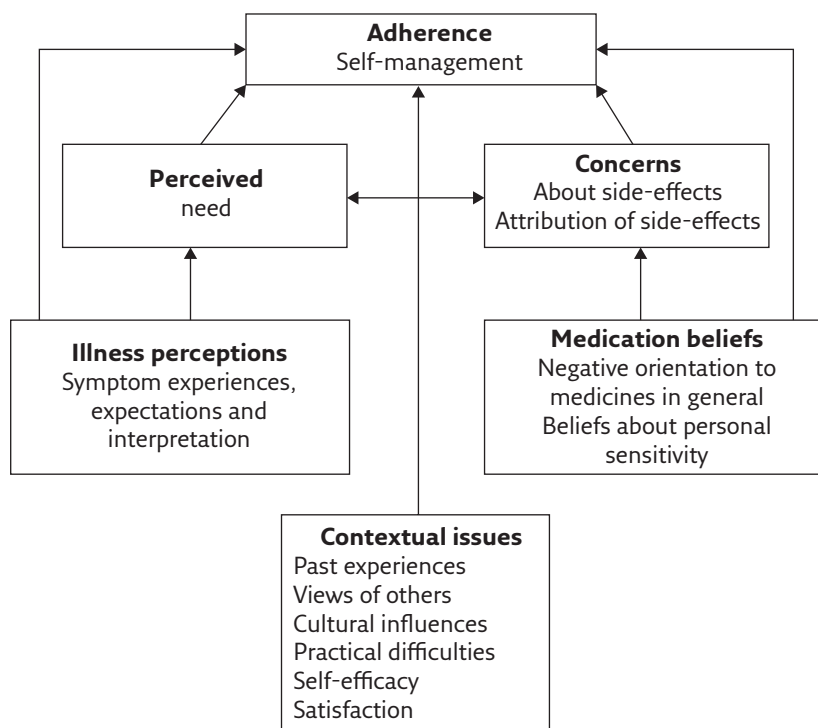 Adherence
Self-management
Perceived
need
Concerns
About side-effects
Attribution of side-effects
Illness perceptions
Symptom experiences,
expectations and
interpretation
Medication beliefs
Negative orientation to
medicines in general
Beliefs about personal
sensitivity
Contextual issues
Past experiences
Views of others
Cultural influences
Practical difficulties
Self-efficacy
Satisfaction